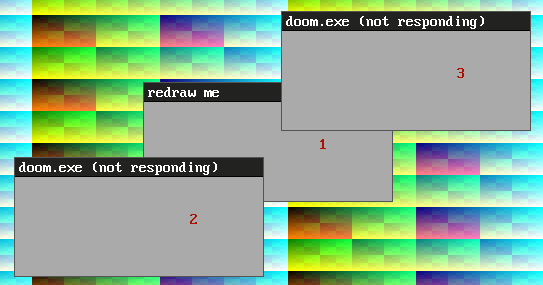 doom.exe (not responding)
3
redraw me
1
doom.exe (not responding)
2